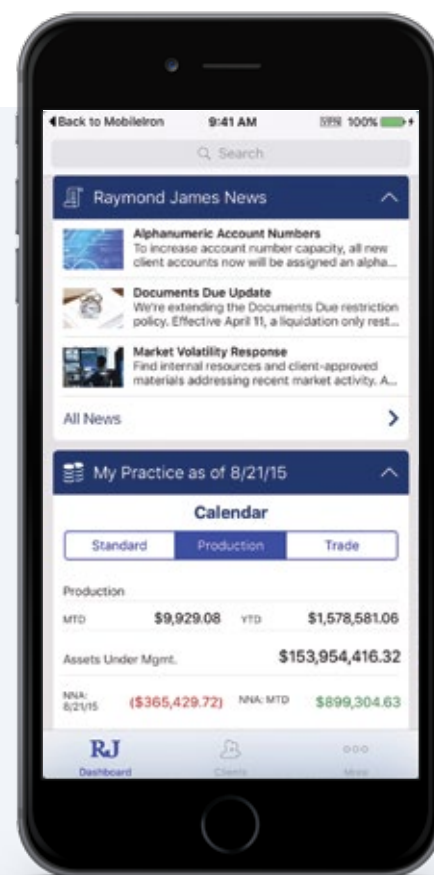 Back to MobileIron 9:41 AM VPN 100%
Search
Raymond James News
Alphanumeric Account Numbers
To increase account number capacity, all new
client accounts now will be assigned an alpha...
Documents Due Update
We're extending the Documents Due restriction
policy. Effective April 11, a liquidation only rest...
Market Volatility Response
Find internal resources and client-approved
materials addressing recent market activity. A...
All News
My Practice as of 8/21/15
Calendar
Standard Production Trade
Production
MTD $9,929.08 YTD $1,578,581.06
Assets Under Mgmt. $153,954,416.32
NNA:
8/21/15 ($365,429.72) NNA: MTD $899,304.63
RJ
Dashboard Clients More